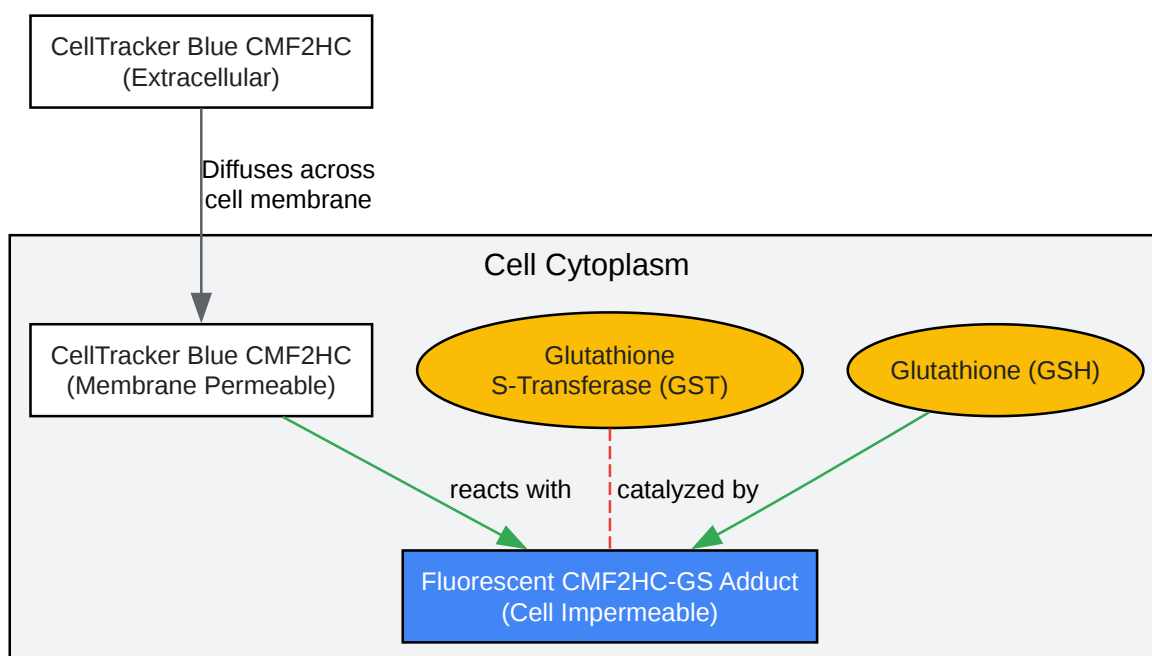 CellTracker Blue CMF2HC
(Extracellular)
Diffuses across
cell membrane
Cell Cytoplasm
CellTracker Blue CMF2HC
(Membrane Permeable)
Glutathione
S-Transferase (GST)
Glutathione (GSH)
reacts with
catalyzed by
Fluorescent CMF2HC-GS Adduct
(Cell Impermeable)